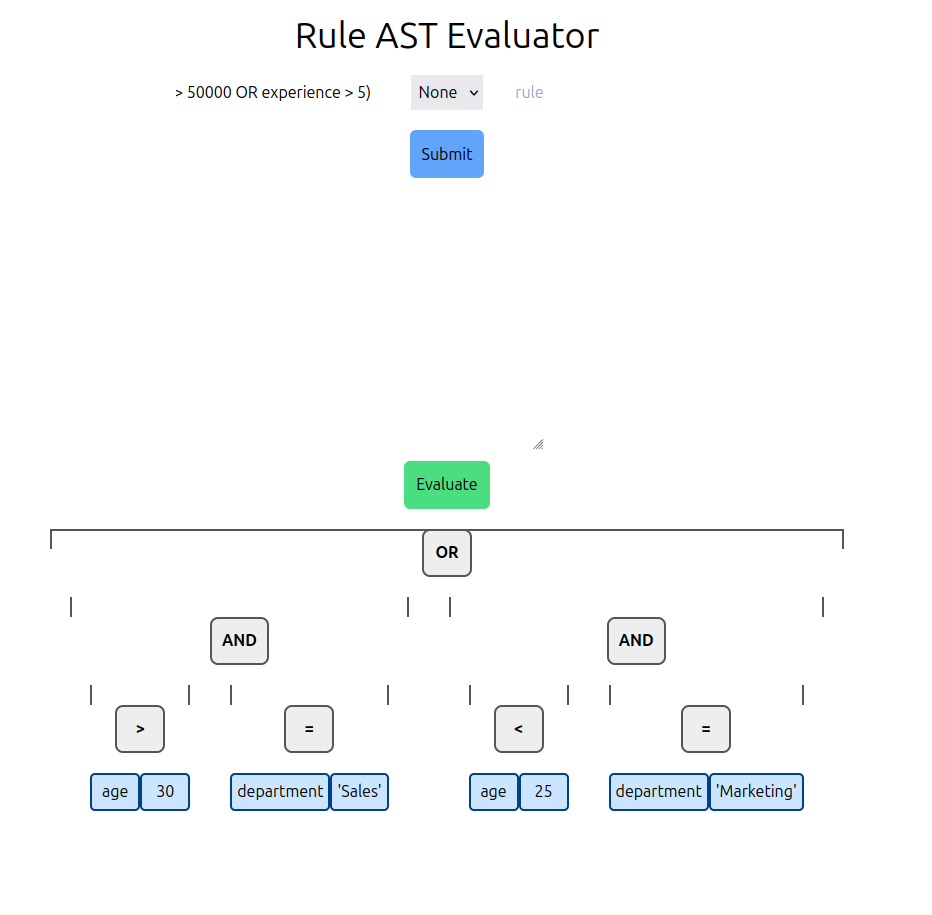 Rule AST Evaluator
> 50000 OR experience > 5) None rule
Submit
Evaluate
OR
AND AND
> = < =
age 30 department 'Sales' age 25 department 'Marketing'